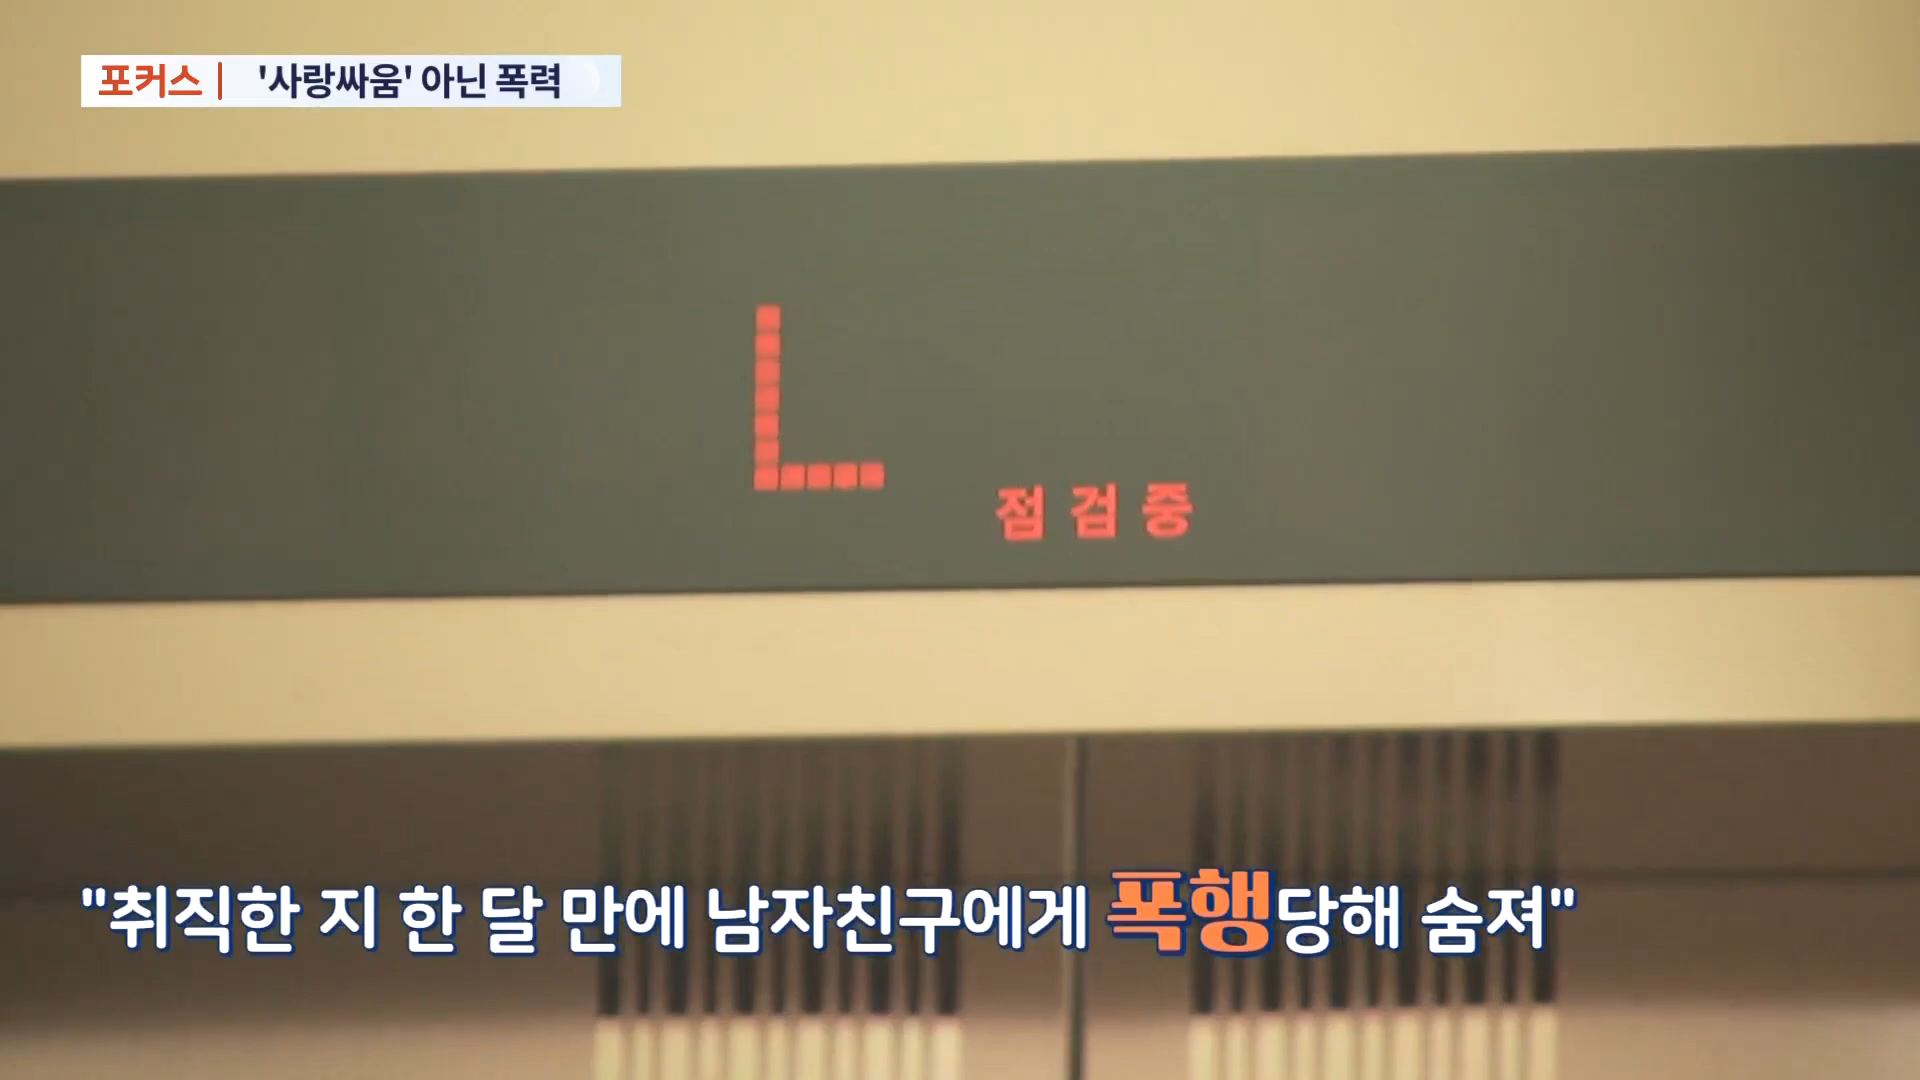 포커스 | '사랑싸움' 아닌 폭력
L
점검중
"취직한 지 한 달 만에 남자친구에게 폭행당해 숨져"